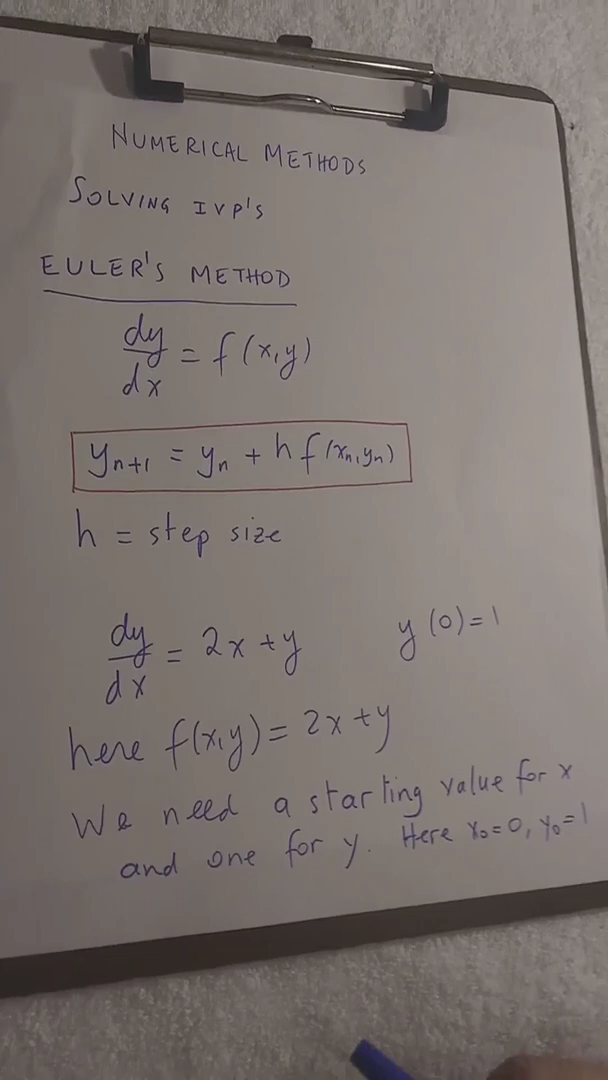 NUMERICAL METHODS
SOLVING IVP'S
EULER'S METHOD
dy/dx = f(x,y)
yₙ₊₁ = yₙ + h f(xₙ,yₙ)
h = step size
dy/dx = 2x + y y(0)=1
here f(x,y) = 2x+y
We need a starting value for x
and one for y. Here x₀=0, y₀=1